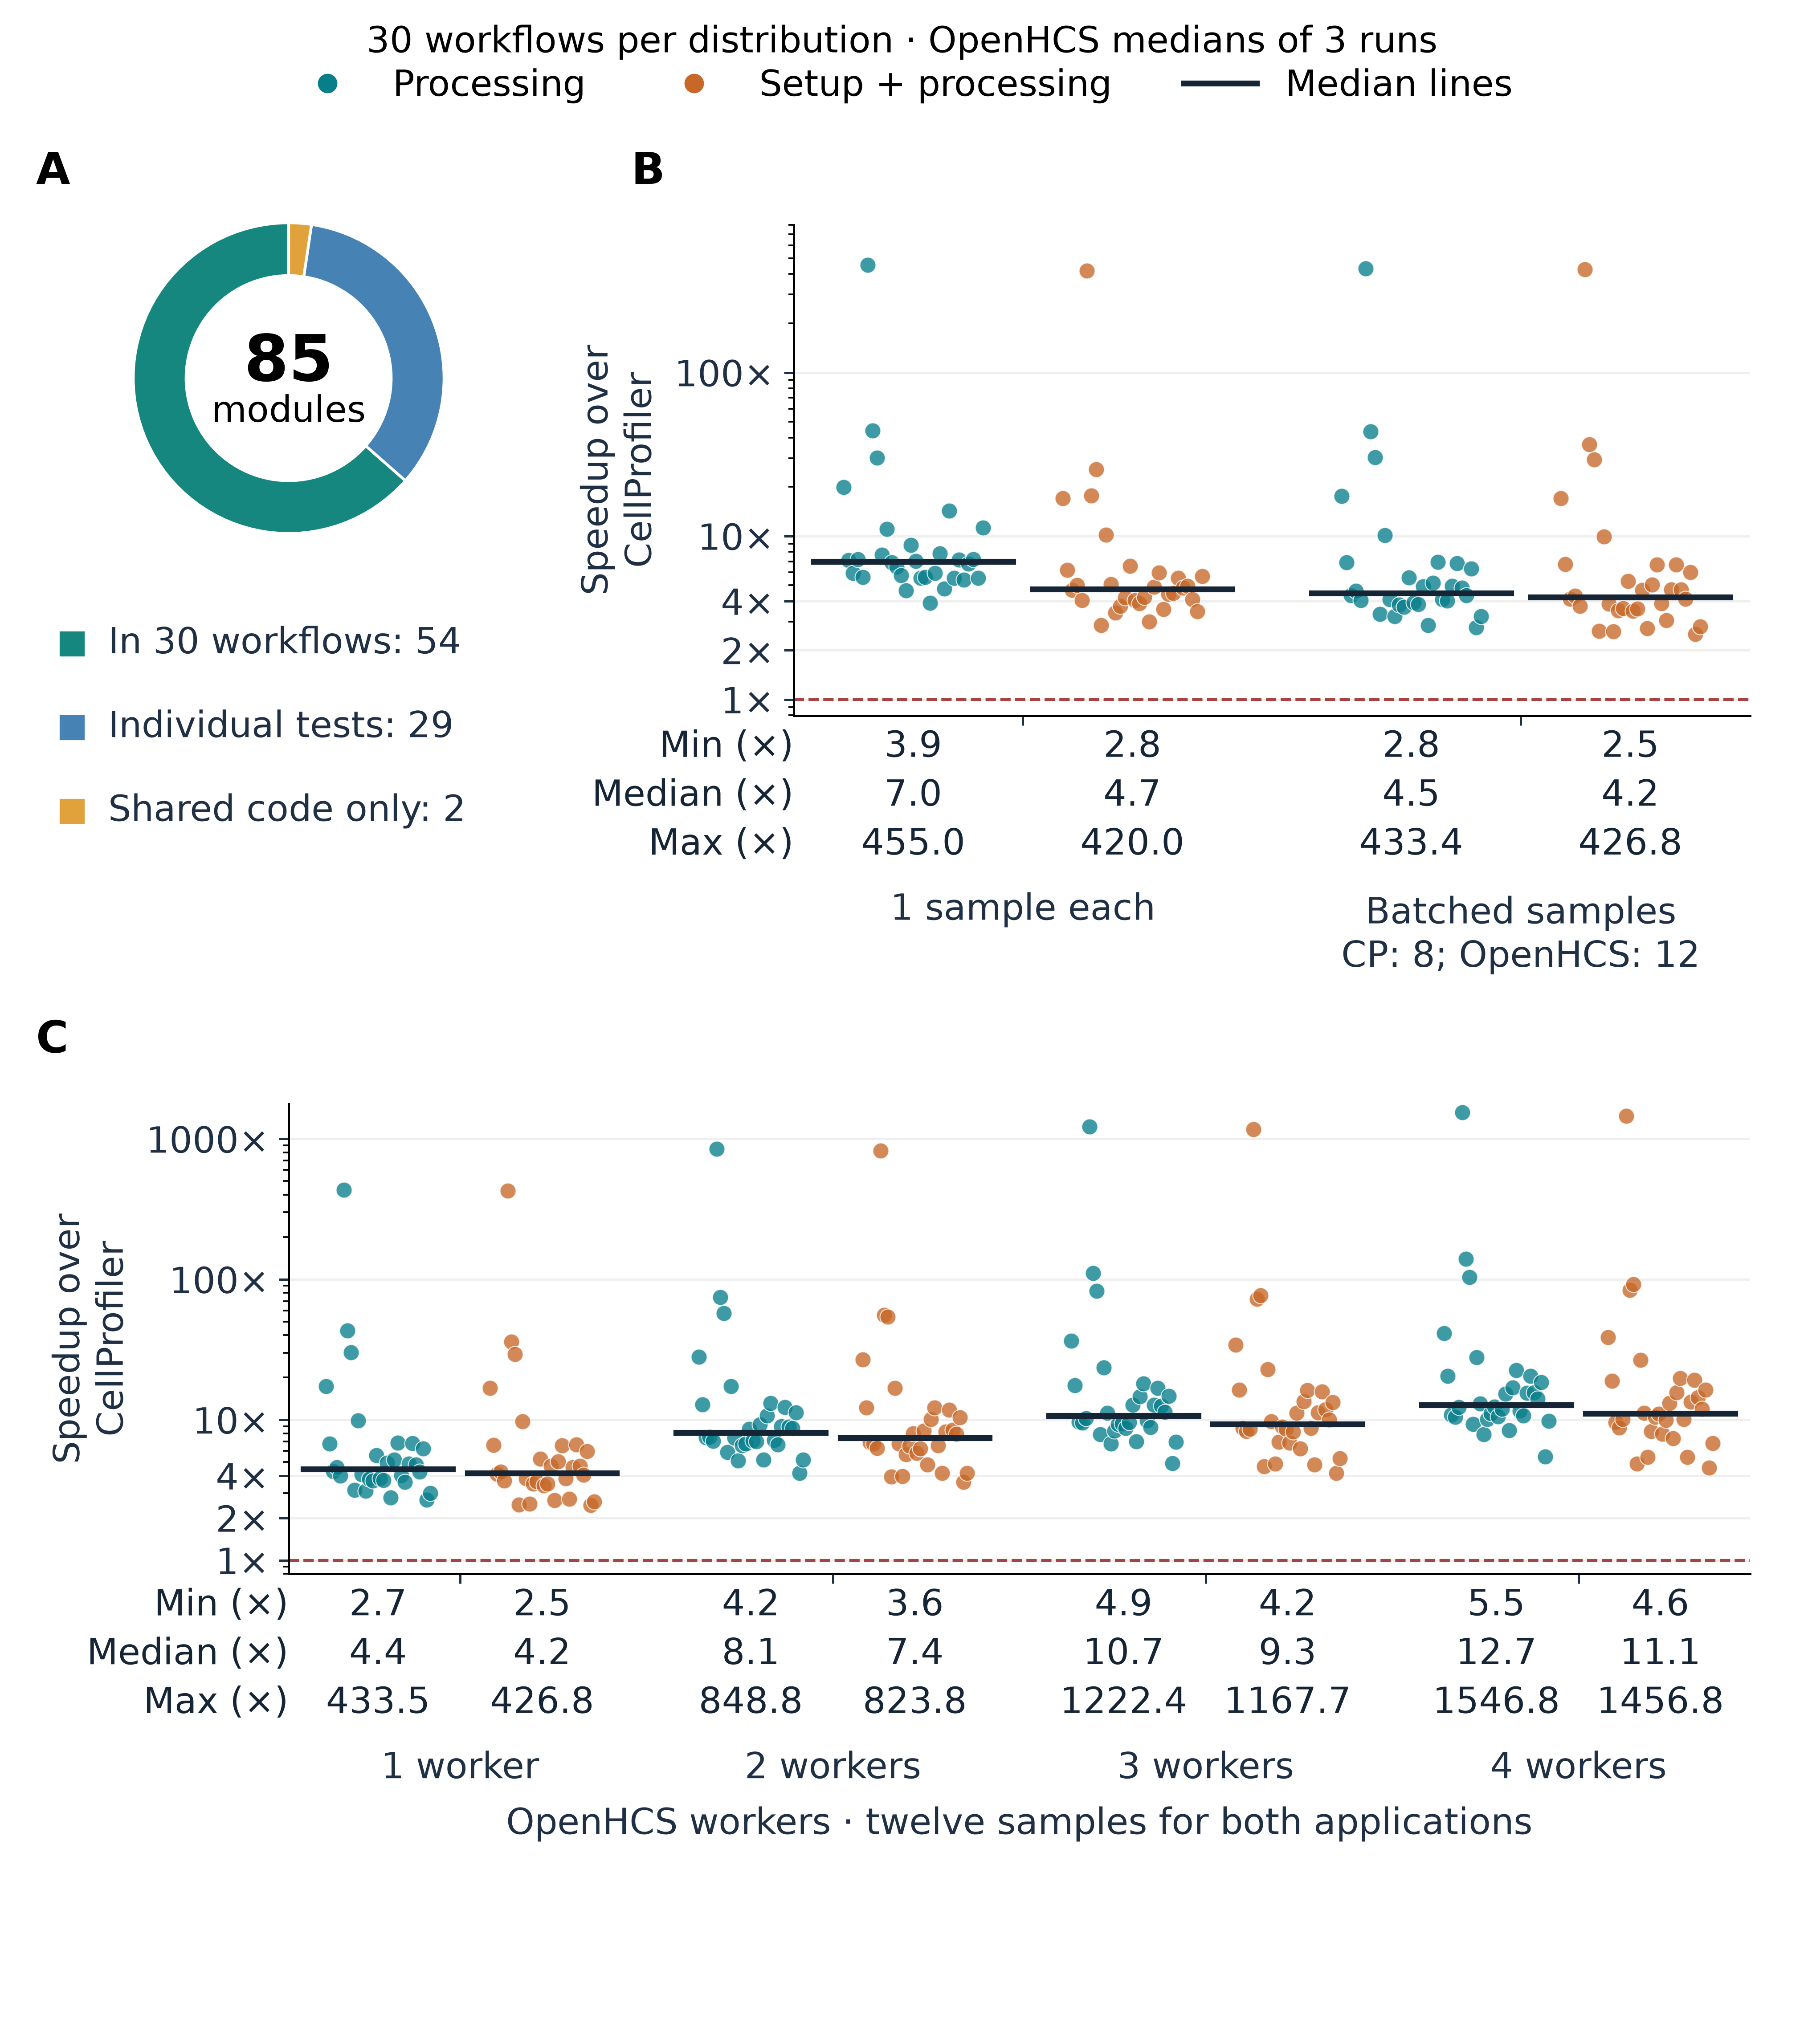 30 workflows per distribution · OpenHCS medians of 3 runs
Processing
Setup + processing
Median lines
A
85
modules
In 30 workflows: 54
Individual tests: 29
Shared code only: 2
B
Speedup over
CellProfiler
100×
10×
4×
2×
1×
Min (×) 3.9 2.8 2.8 2.5
Median (×) 7.0 4.7 4.5 4.2
Max (×) 455.0 420.0 433.4 426.8
1 sample each
Batched samples
CP: 8; OpenHCS: 12
C
Speedup over
CellProfiler
1000×
100×
10×
4×
2×
1×
Min (×) 2.7 2.5 4.2 3.6 4.9 4.2 5.5 4.6
Median (×) 4.4 4.2 8.1 7.4 10.7 9.3 12.7 11.1
Max (×) 433.5 426.8 848.8 823.8 1222.4 1167.7 1546.8 1456.8
1 worker
2 workers
3 workers
4 workers
OpenHCS workers · twelve samples for both applications